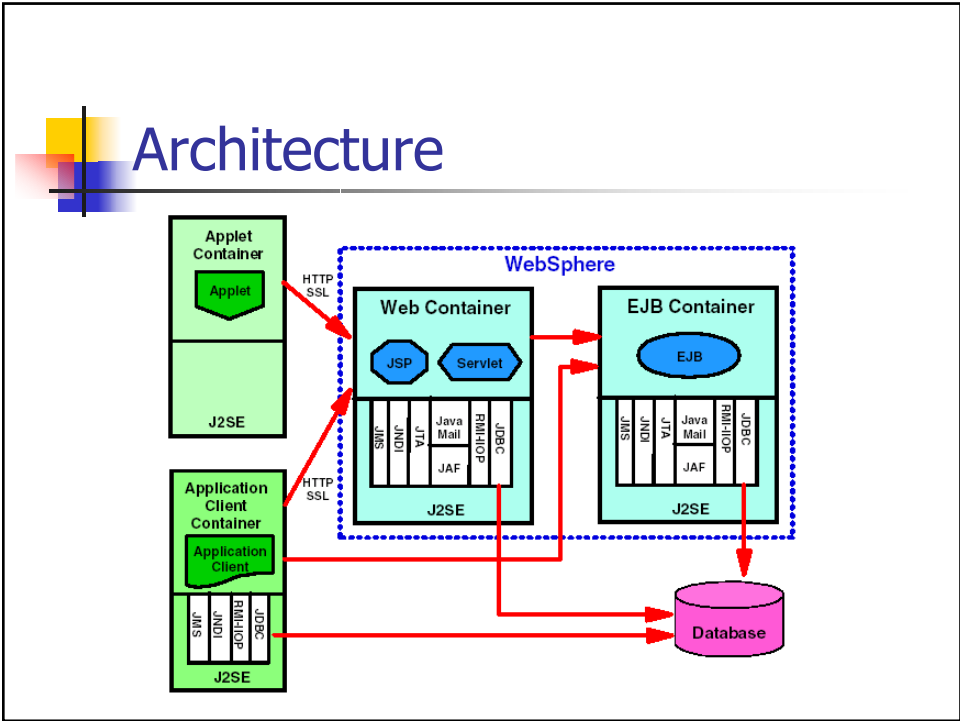 Architecture
Applet
Container
Applet
J2SE
HTTP
SSL
WebSphere
Web Container
JSP
Servlet
JMS
JNDI
JTA
Java
Mail
JAF
RMI-IIOP
JDBC
J2SE
EJB Container
EJB
JMS
JNDI
JTA
Java
Mail
JAF
RMI-IIOP
JDBC
J2SE
Application
Client
Container
Application
Client
HTTP
SSL
JMS
JNDI
RMI-IIOP
JDBC
J2SE
Database